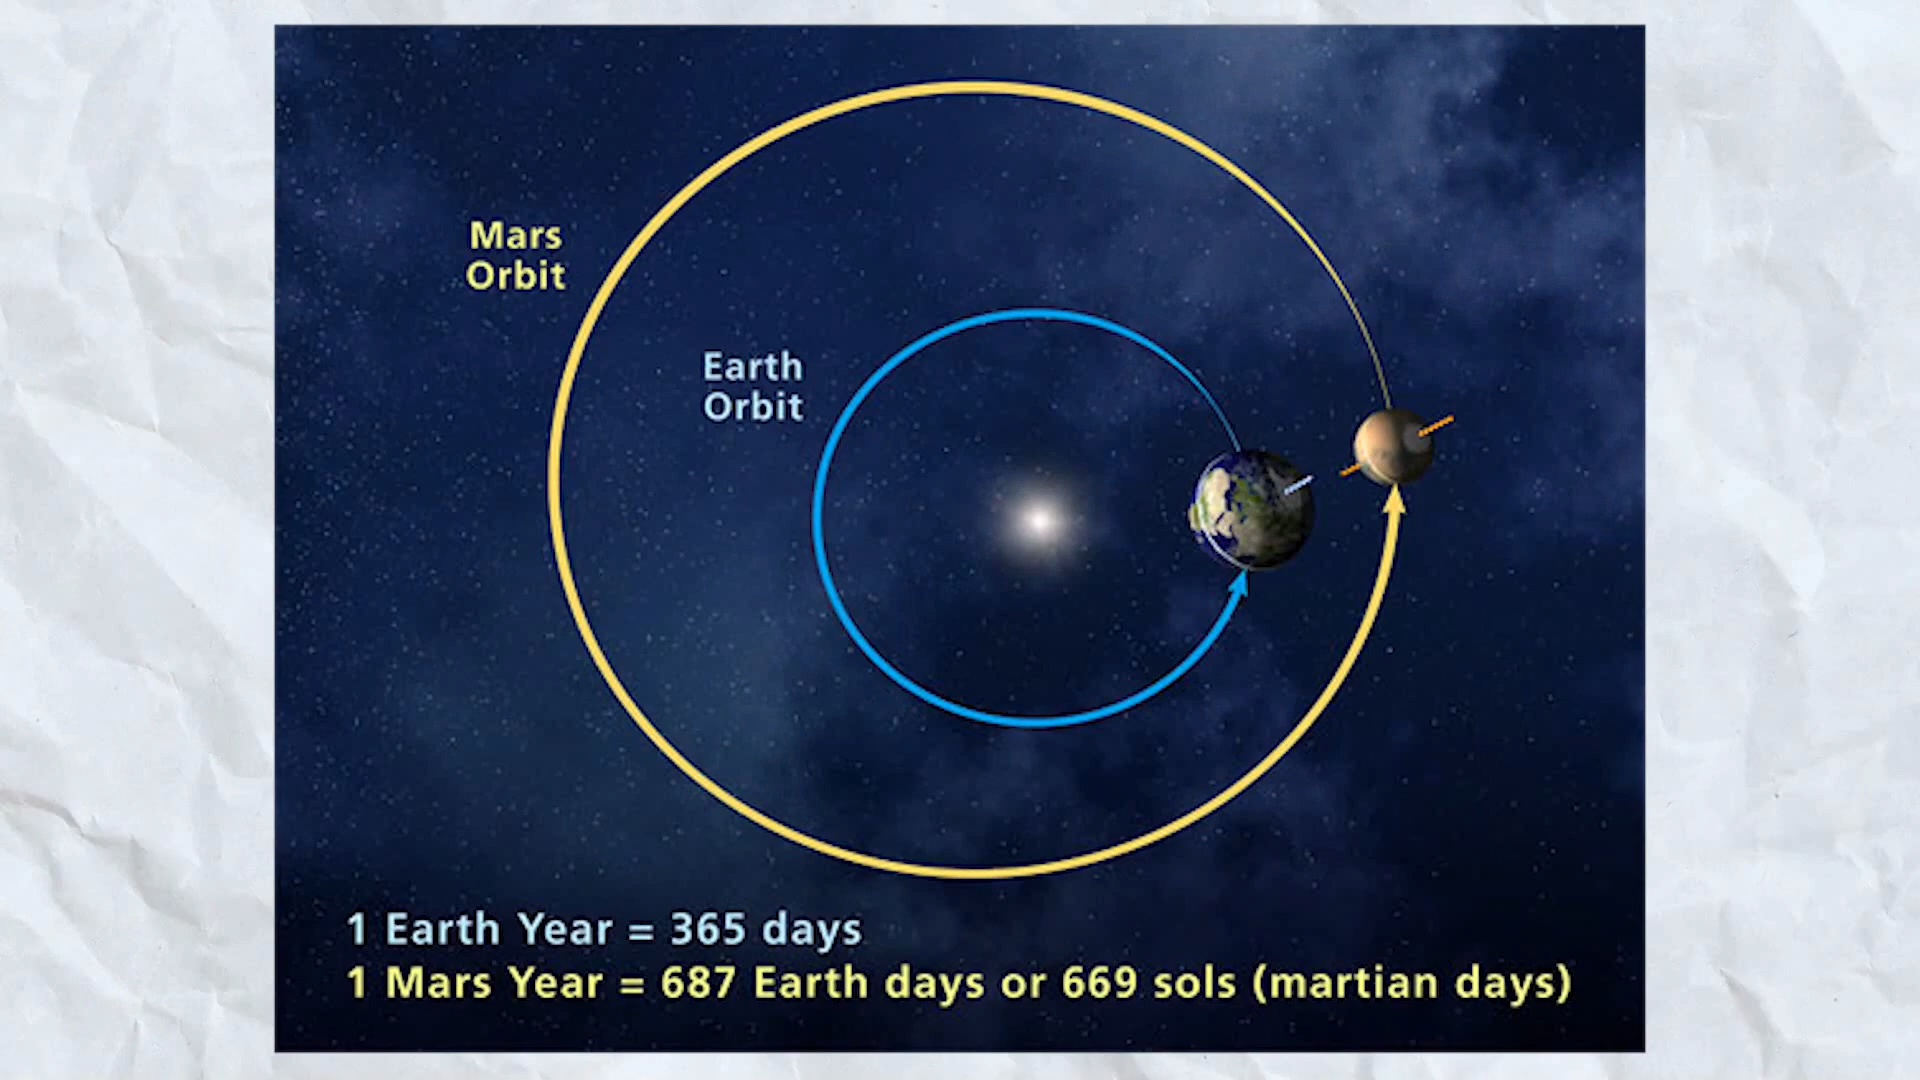 Mars
Orbit
Earth
Orbit
1 Earth Year = 365 days
1 Mars Year = 687 Earth days or 669 sols (martian days)